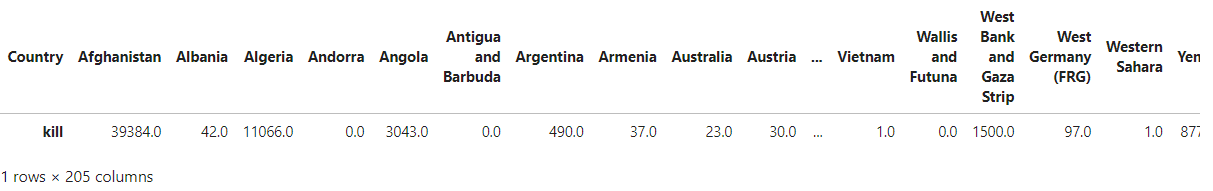 Country Afghanistan Albania Algeria Andorra Angola Antigua and Barbuda Argentina Armenia Australia Austria ... Vietnam Wallis and Futuna West Bank and Gaza Strip West Germany (FRG) Western Sahara
kill 39384.0 42.0 11066.0 0.0 3043.0 0.0 490.0 37.0 23.0 30.0 ... 1.0 0.0 1500.0 97.0 1.0
1 rows × 205 columns